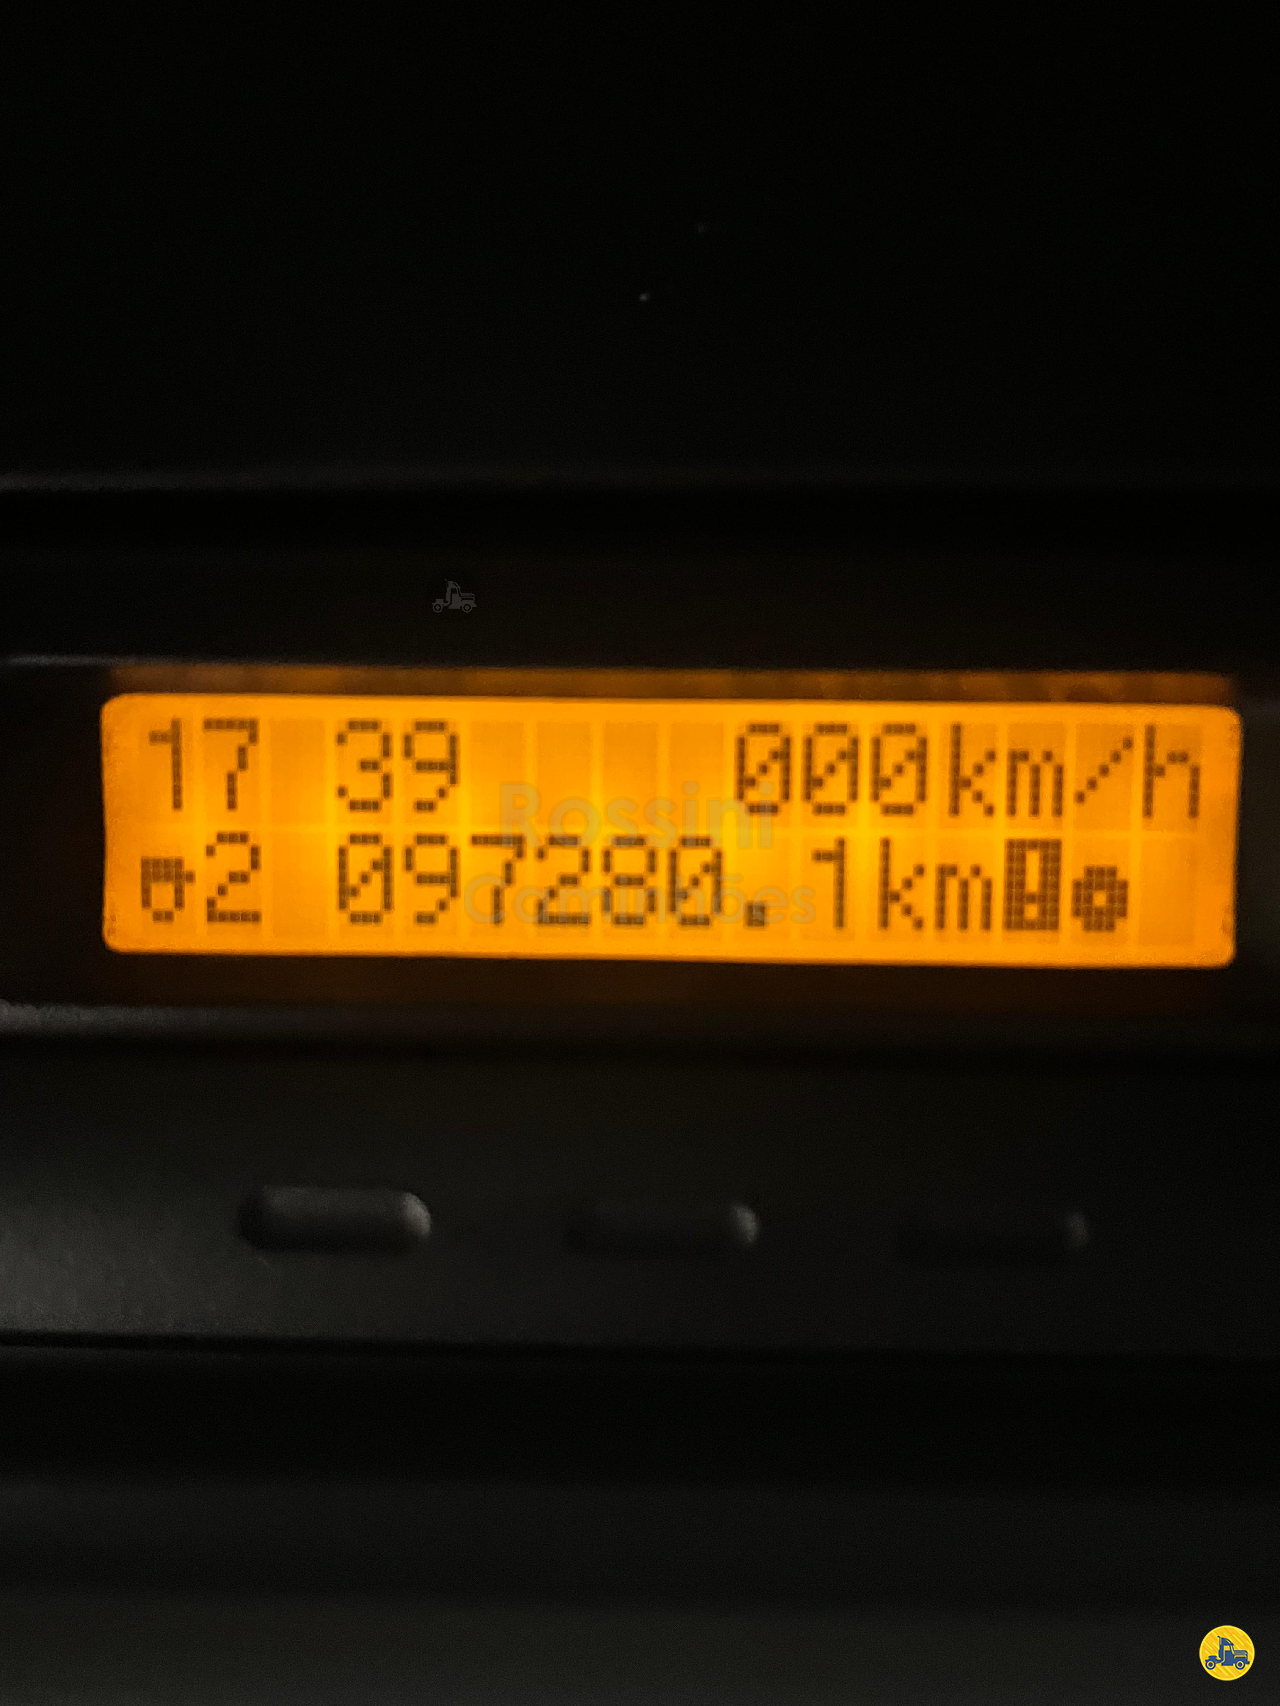 17 39 000km/h
2 097280.1km
Rossini
Caminhões